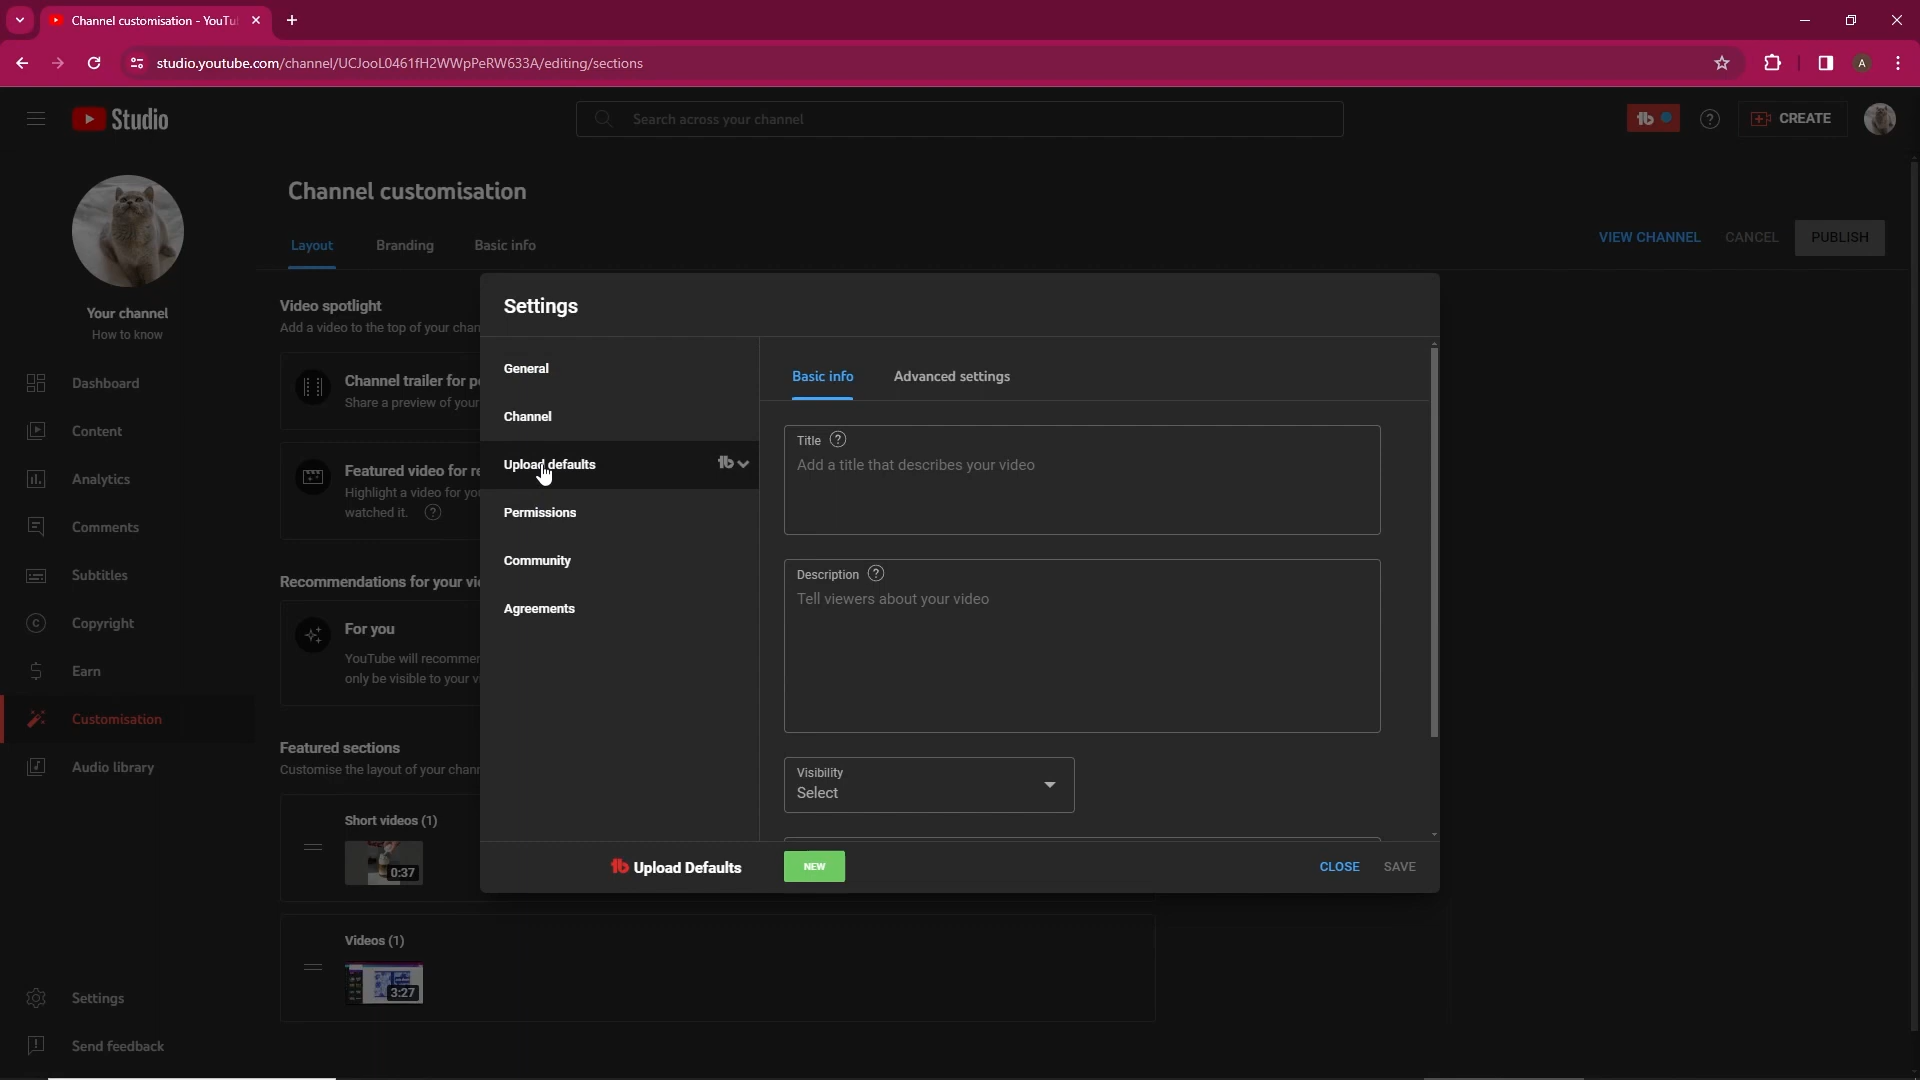 Channel customisation - YouTu
studio.youtube.com/channel/UCJooL0461fH2WWpPeRW633A/editing/sections
Studio
Search across your channel
CREATE
Channel customisation
Layout
Branding
Basic info
VIEW CHANNEL
CANCEL
PUBLISH
Your channel
How to know
Dashboard
Content
Analytics
Comments
Subtitles
Copyright
Earn
Customisation
Audio library
Settings
Send feedback
Video spotlight
Add a video to the top of your chan
Channel trailer for p
Share a preview of your
Featured video for re
Highlight a video for yo
watched it.
Recommendations for your vi
For you
YouTube will recommen
only be visible to your v
Featured sections
Customise the layout of your chann
Short videos (1)
0:37
Videos (1)
3:27
Settings
General
Channel
Upload defaults
Permissions
Community
Agreements
Basic info
Advanced settings
Title
Add a title that describes your video
Description
Tell viewers about your video
Visibility
Select
Upload Defaults
NEW
CLOSE
SAVE